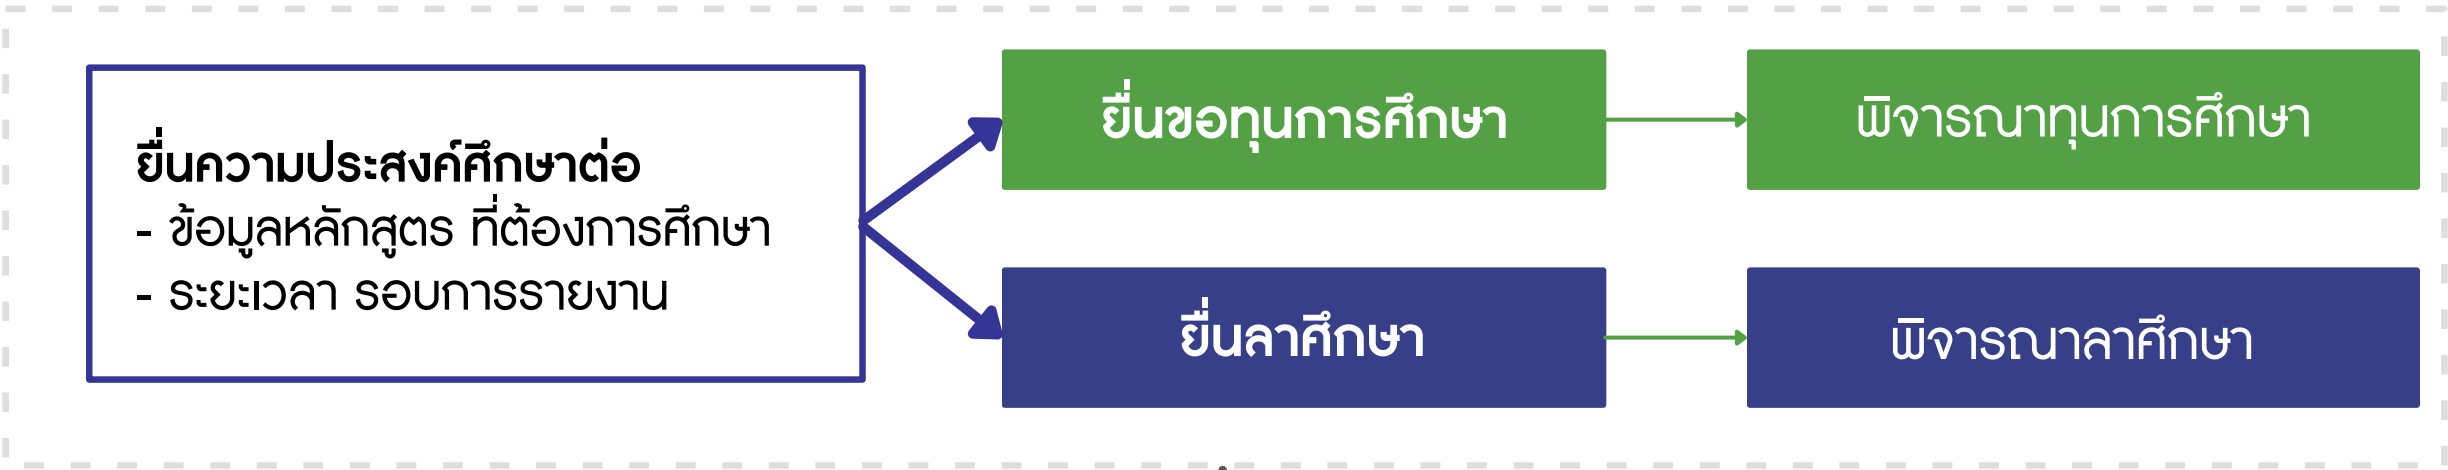 ยื่นความประสงค์ศึกษาต่อ
- ข้อมูลหลักสูตร ที่ต้องการศึกษา
- ระยะเวลา รอบการรายงาน
ยื่นขอทุนการศึกษา
พิจารณาทุนการศึกษา
ยื่นลาศึกษา
พิจารณาลาศึกษา